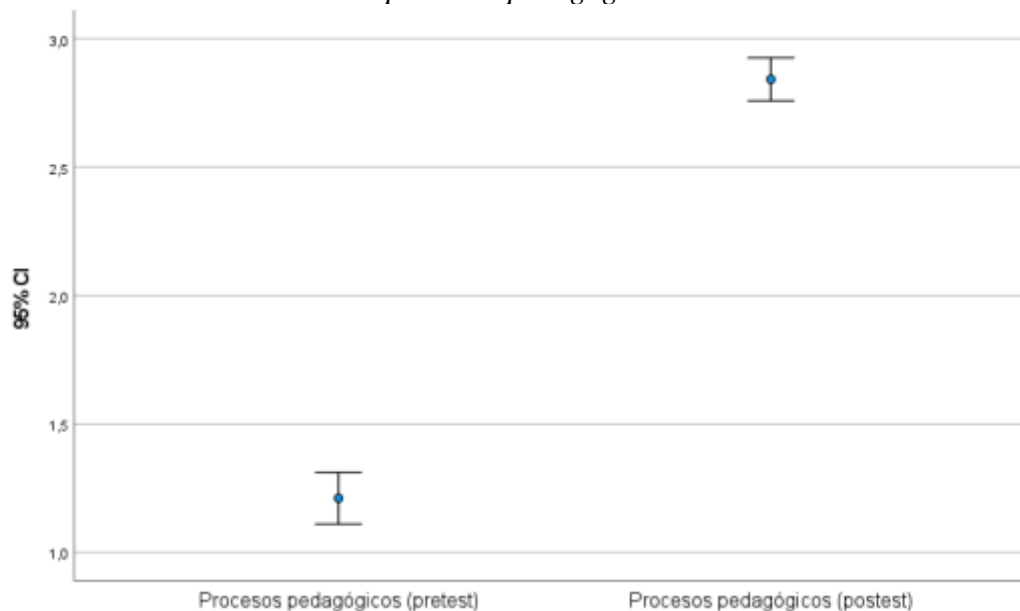 3,0
2,5
2,0
1,5
1,0
95% CI
Procesos pedagógicos (pretest)
Procesos pedagógicos (postest)